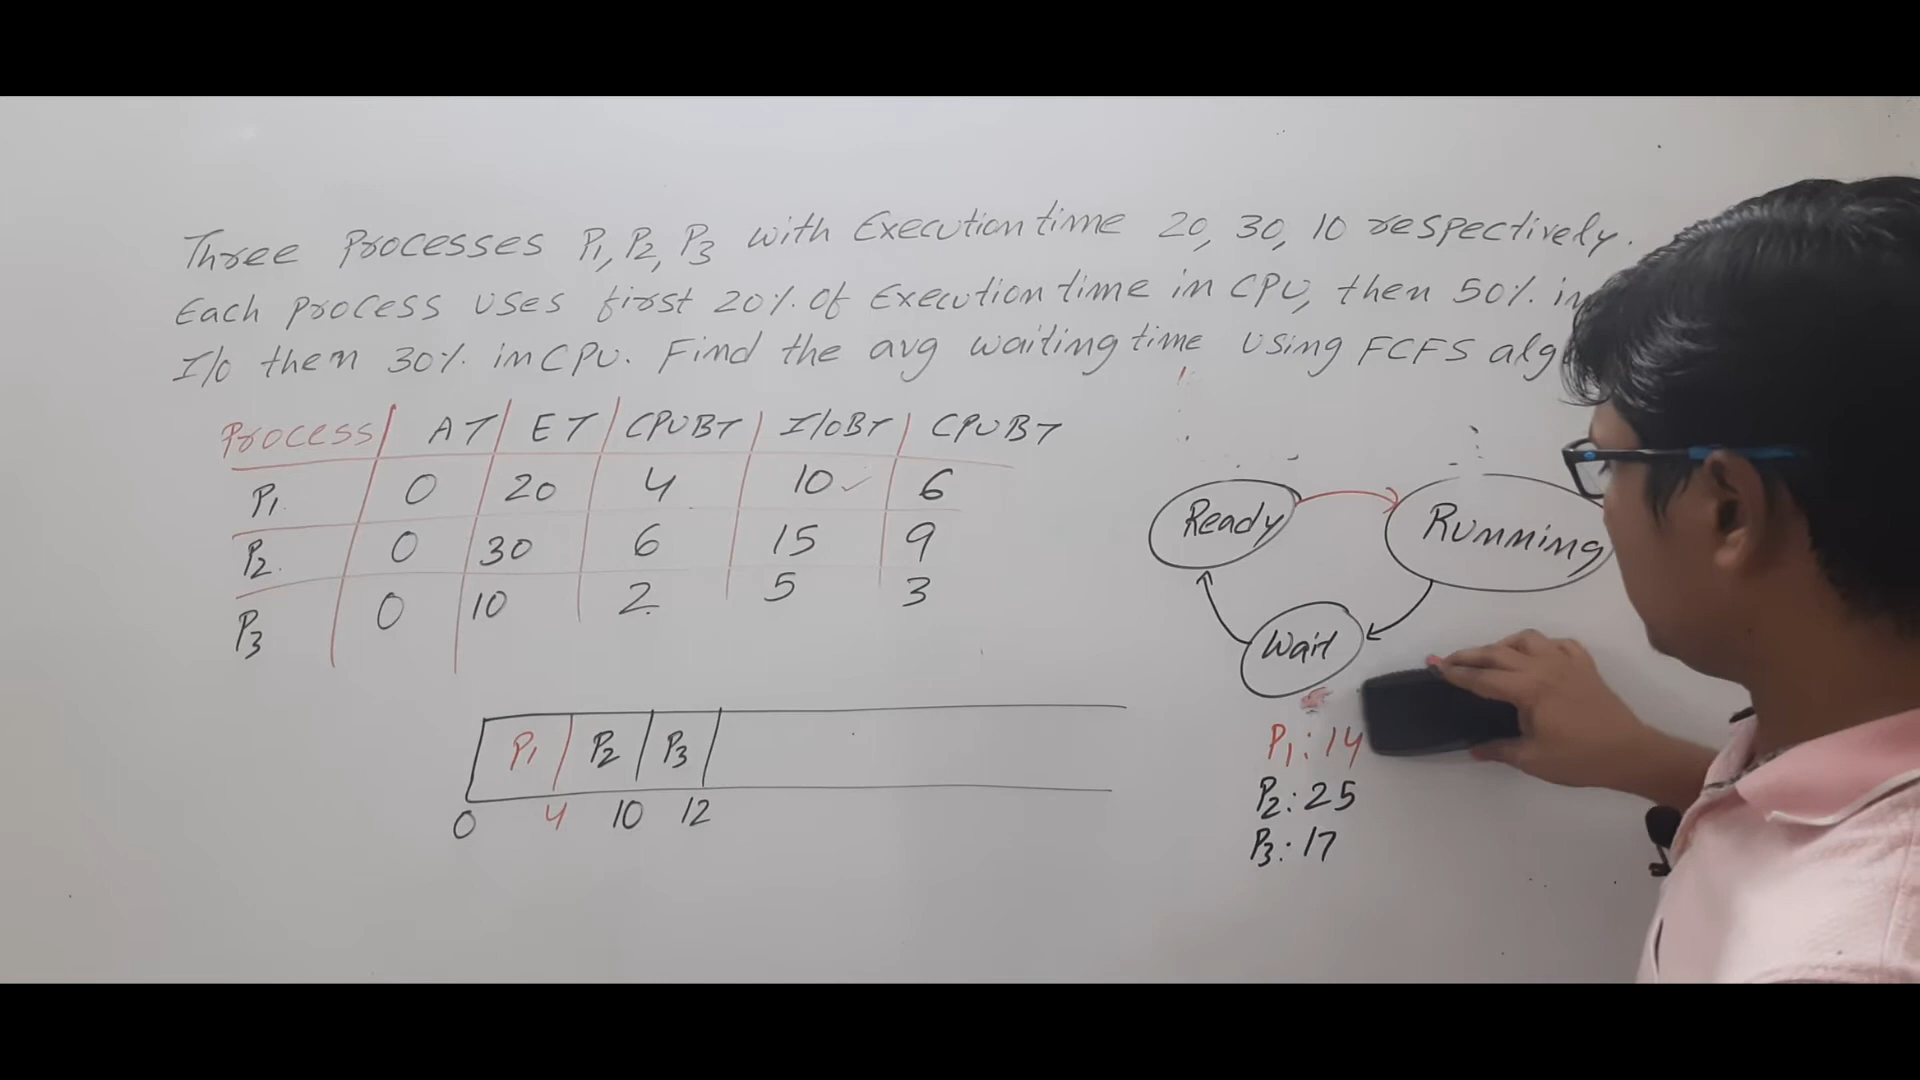 Three Processes P1, P2, P3 with Execution time 20, 30, 10 respectively.
Each process uses first 20% of Execution time in CPU, then 50% in
I/o then 30% in CPU. Find the avg waiting time using FCFS
Process AT ET CPUBT I/OBT CPUBT
P1 0 20 4 10 ✓ 6
P2 0 30 6 15 9
P3 0 10 2 5 3
Ready
Running
Wait
P1 P2 P3
0 4 10 12
P1: 14
P2: 25
P3: 17